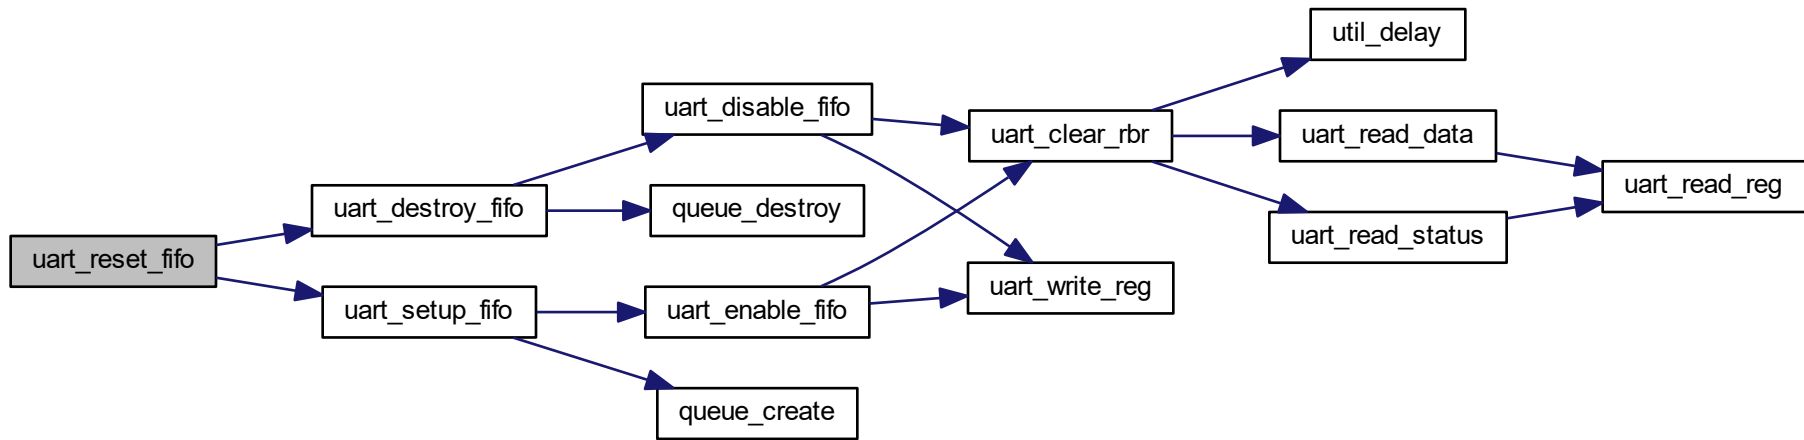 uart_reset_fifo
uart_destroy_fifo
uart_setup_fifo
uart_disable_fifo
queue_destroy
uart_enable_fifo
queue_create
uart_clear_rbr
uart_write_reg
util_delay
uart_read_data
uart_read_status
uart_read_reg